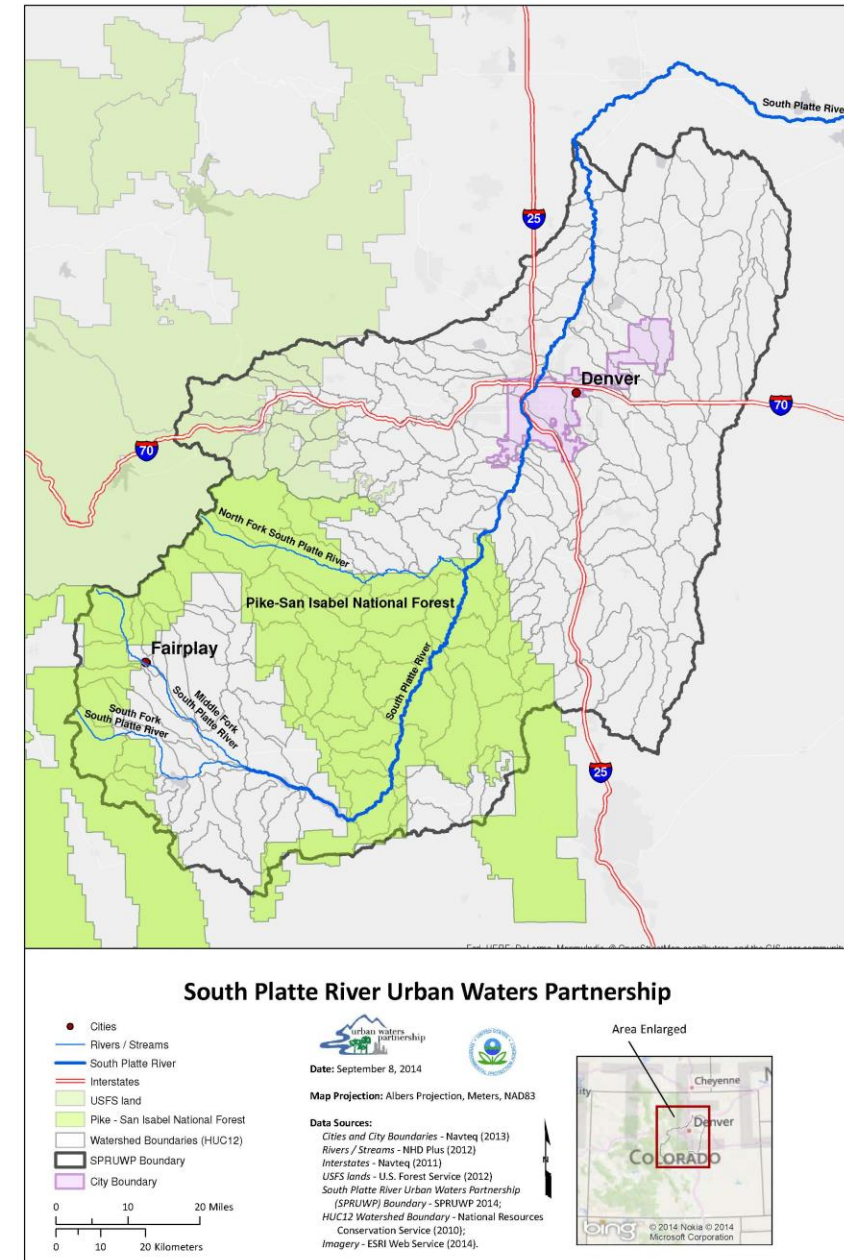 South Platte River
25
Denver
70
70
North Fork South Platte River
Pike-San Isabel National Forest
Fairplay
Middle Fork
South Platte River
South Fork
South Platte River
South Platte River
25
South Platte River Urban Waters Partnership
Cities
Rivers / Streams
South Platte River
Interstates
USFS land
Pike - San Isabel National Forest
Watershed Boundaries (HUC12)
SPRUWP Boundary
City Boundary
0 10 20 Miles
0 10 20 Kilometers
urban waters
partnership
Date: September 8, 2014
Map Projection: Albers Projection, Meters, NAD83
Data Sources:
Cities and City Boundaries - Navteq (2013)
Rivers / Streams - NHD Plus (2012)
Interstates - Navteq (2011)
USFS lands - U.S. Forest Service (2012)
South Platte River Urban Waters Partnership
(SPRUWP) Boundary - SPRUWP 2014;
HUC12 Watershed Boundary - National Resources
Conservation Service (2010);
Imagery - ESRI Web Service (2014).
Area Enlarged
Cheyenne
Denver
COLORADO
bing
© 2014 Nokia © 2014
Microsoft Corporation